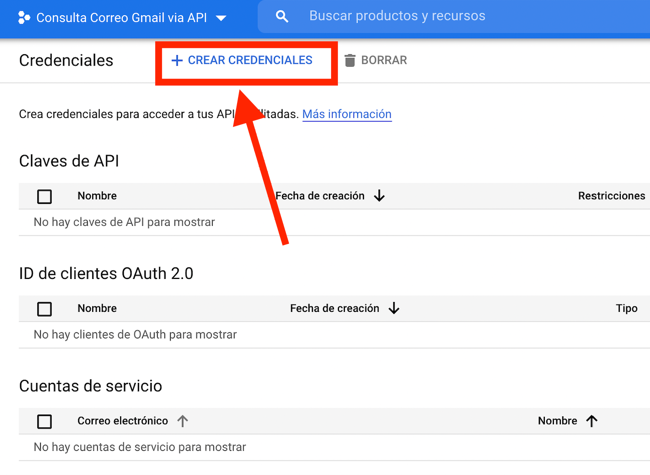 Consulta Correo Gmail via API
Buscar productos y recursos
Credenciales
CREAR CREDENCIALES
BORRAR
Crea credenciales para acceder a tus API litadas. Más información
Claves de API
Nombre Fecha de creación Restricciones
No hay claves de API para mostrar
ID de clientes OAuth 2.0
Nombre Fecha de creación Tipo
No hay clientes de OAuth para mostrar
Cuentas de servicio
Correo electrónico Nombre
No hay cuentas de servicio para mostrar